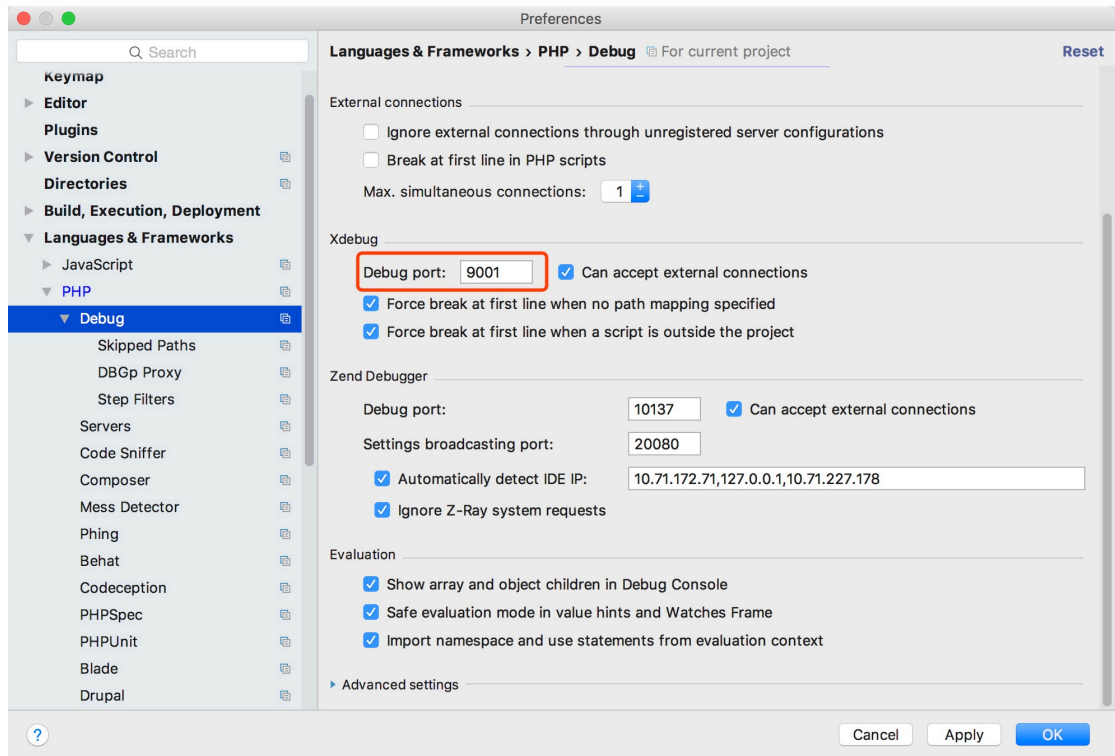 Preferences
Search
Languages & Frameworks › PHP › Debug For current project Reset
Keymap
Editor
Plugins
Version Control
Directories
Build, Execution, Deployment
Languages & Frameworks
JavaScript
PHP
Debug
Skipped Paths
DBGp Proxy
Step Filters
Servers
Code Sniffer
Composer
Mess Detector
Phing
Behat
Codeception
PHPSpec
PHPUnit
Blade
Drupal
External connections
Ignore external connections through unregistered server configurations
Break at first line in PHP scripts
Max. simultaneous connections: 1
Xdebug
Debug port: 9001 Can accept external connections
Force break at first line when no path mapping specified
Force break at first line when a script is outside the project
Zend Debugger
Debug port: 10137 Can accept external connections
Settings broadcasting port: 20080
Automatically detect IDE IP: 10.71.172.71,127.0.0.1,10.71.227.178
Ignore Z-Ray system requests
Evaluation
Show array and object children in Debug Console
Safe evaluation mode in value hints and Watches Frame
Import namespace and use statements from evaluation context
Advanced settings
? Cancel Apply OK